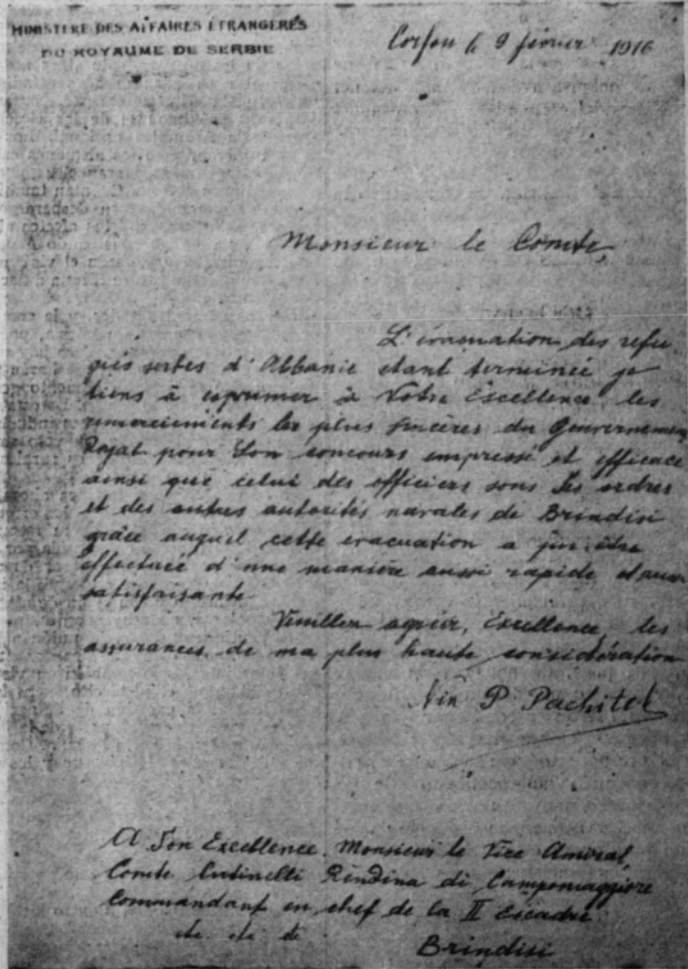 MINISTÈRE DES AFFAIRES ÉTRANGÈRES
DU ROYAUME DE SERBIE
Corfou le 9 février 1916
Monsieur le Comte,
L'évacuation des refu
giés serbes d'Albanie étant terminée je
tiens à exprimer à Votre Excellence les
remerciements les plus sincères du Gouvernement
Royal pour Son concours empressé et efficace
ainsi que celui des officiers sous Ses ordres
et des autres autorités navales de Brindisi
grâce auquel cette évacuation a pu être
effectuée d'une manière aussi rapide et aussi
satisfaisante
Veuillez agréer, Excellence, les
assurances de ma plus haute considération
P. Pachitch
A Son Excellence Monsieur le Vice Amiral,
Comte Cutinelli Rendina di Campomaggiore
Commandant en chef de la II Escadre
Brindisi